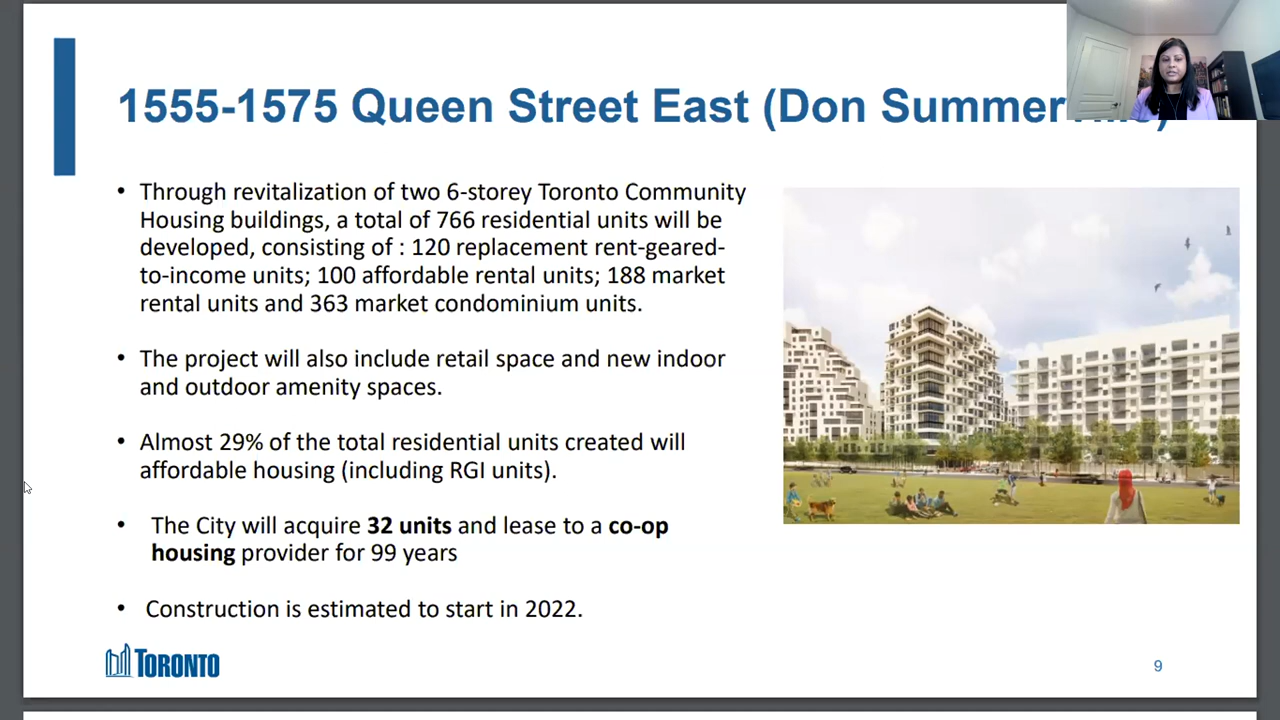 1555-1575 Queen Street East (Don Summer
• Through revitalization of two 6-storey Toronto Community
Housing buildings, a total of 766 residential units will be
developed, consisting of : 120 replacement rent-geared-
to-income units; 100 affordable rental units; 188 market
rental units and 363 market condominium units.
• The project will also include retail space and new indoor
and outdoor amenity spaces.
• Almost 29% of the total residential units created will
affordable housing (including RGI units).
• The City will acquire 32 units and lease to a co-op
housing provider for 99 years
• Construction is estimated to start in 2022.
TORONTO
9